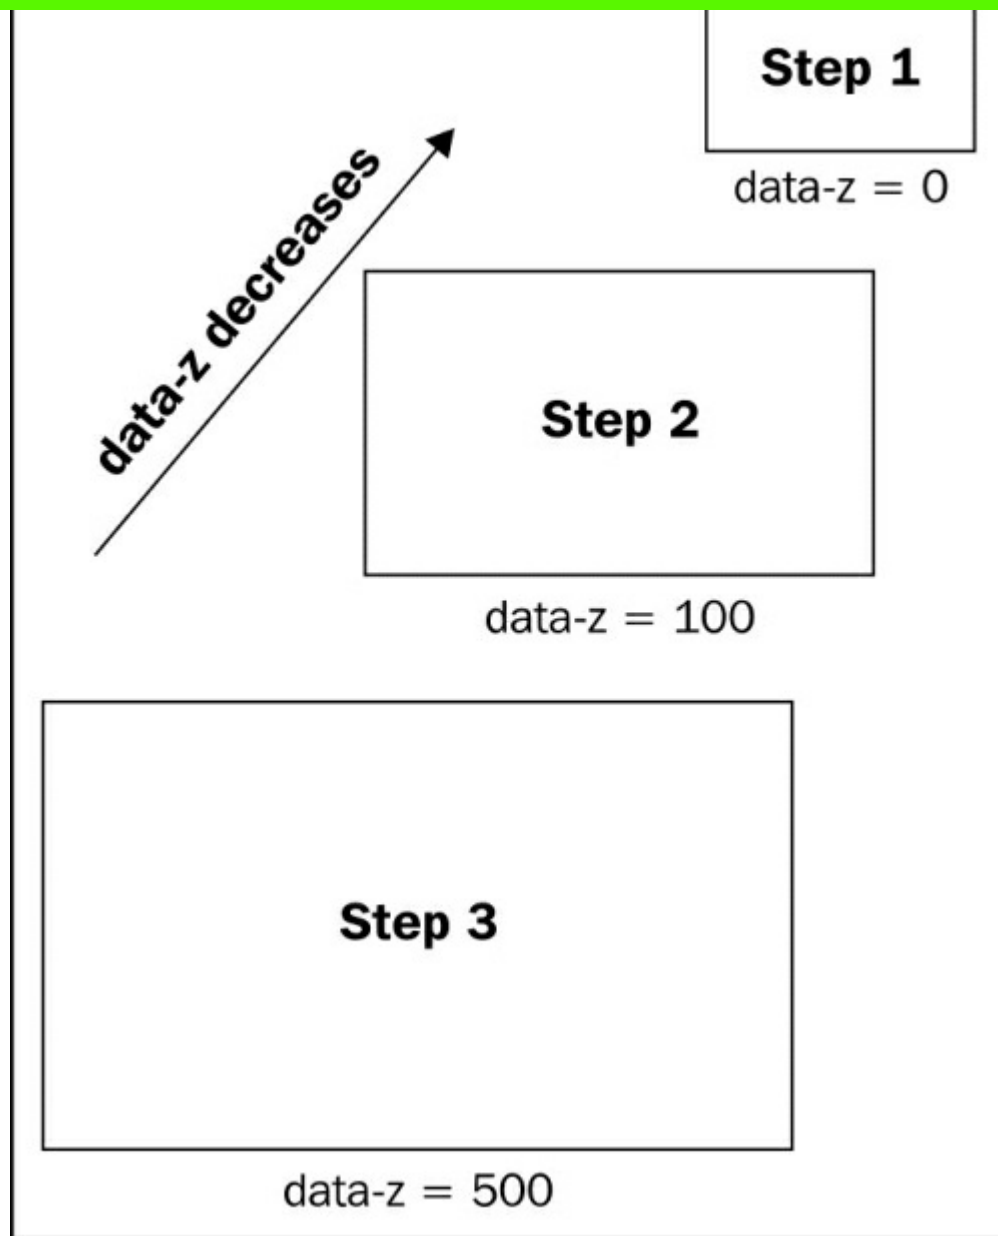 Step 1
data-z = 0
data-z decreases
Step 2
data-z = 100
Step 3
data-z = 500